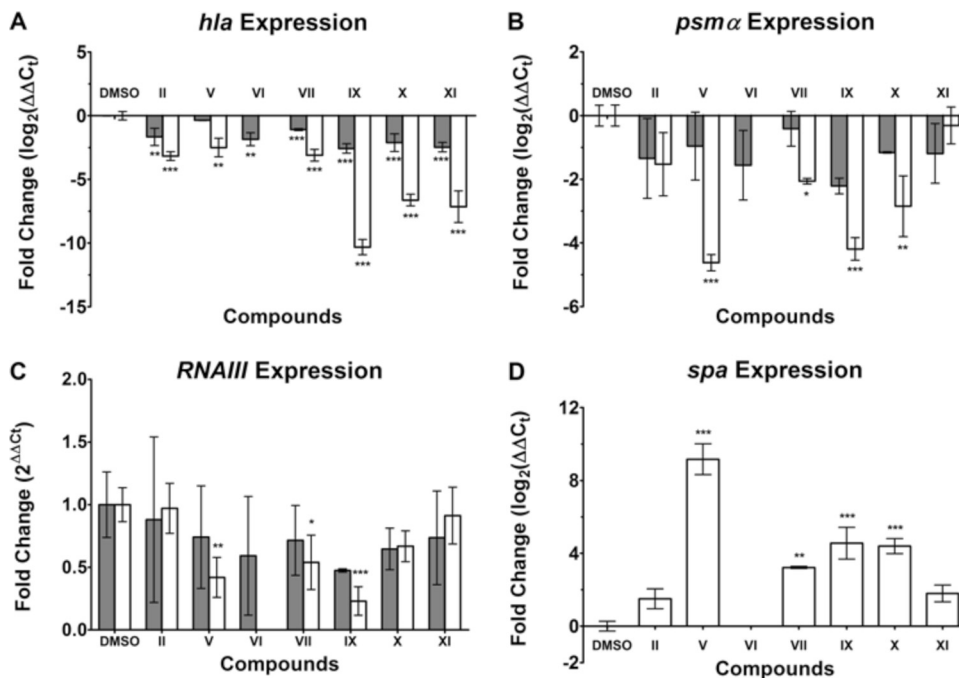 A
hla Expression
Fold Change (log₂(ΔΔCₜ)
5
0
-5
-10
-15
DMSO II V VI VII IX X XI
** *** ** ** *** *** *** *** *** *** *** ***
Compounds
B
psmα Expression
Fold Change (log₂(ΔΔCₜ)
2
0
-2
-4
-6
DMSO II V VI VII IX X XI
*** * *** **
Compounds
C
RNAIII Expression
Fold Change (2^ΔΔCt)
2.0
1.5
1.0
0.5
0.0
** * ***
DMSO II V VI VII IX X XI
Compounds
D
spa Expression
Fold Change (log₂(ΔΔCₜ)
12
8
4
0
-2
*** ** *** ***
DMSO II V VI VII IX X XI
Compounds